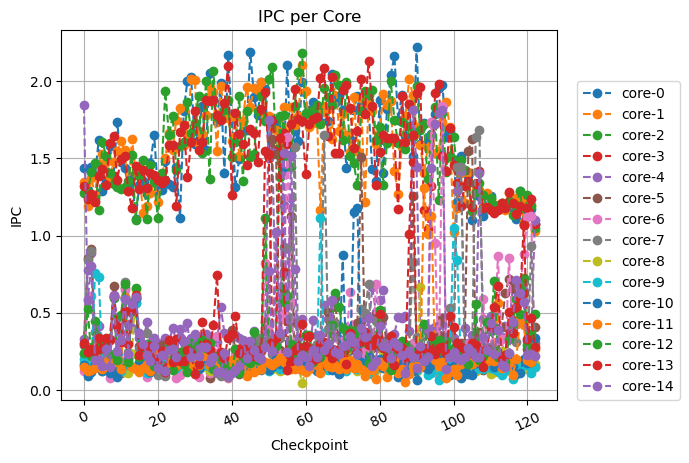 IPC per Core
IPC
2.0
1.5
1.0
0.5
0.0
0
20
40
60
80
100
120
Checkpoint
core-0
core-1
core-2
core-3
core-4
core-5
core-6
core-7
core-8
core-9
core-10
core-11
core-12
core-13
core-14